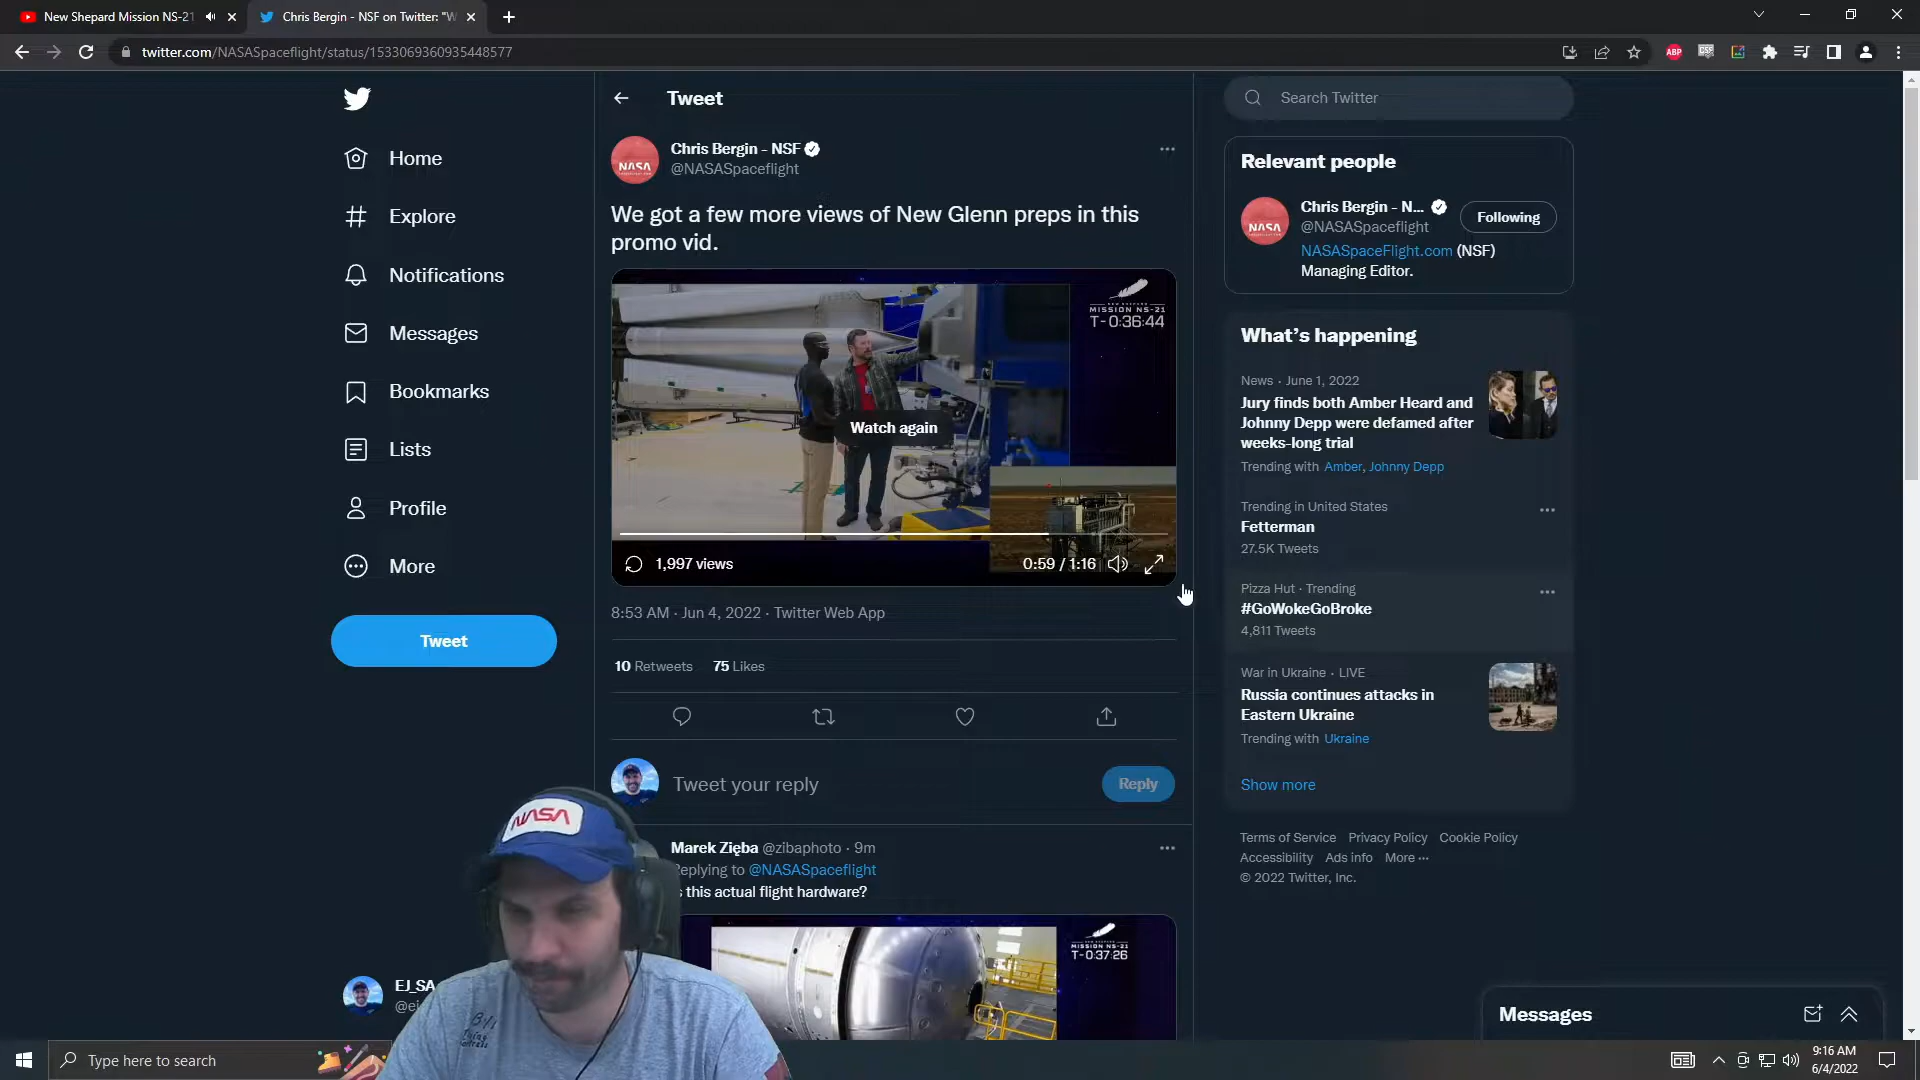 New Shepard Mission NS-21
Chris Bergin - NSF on Twitter: "W
twitter.com/NASASpaceflight/status/1533069360935448577
ABP
Tweet
Search Twitter
Home
Explore
Notifications
Messages
Bookmarks
Lists
Profile
More
Tweet
NASA
Chris Bergin - NSF
@NASASpaceflight
We got a few more views of New Glenn preps in this
promo vid.
NEW SHEPARD
MISSION NS-21
T-0:36:44
Watch again
1,997 views
0:59 / 1:16
8:53 AM · Jun 4, 2022 · Twitter Web App
10 Retweets 75 Likes
Tweet your reply
Reply
Marek Zięba @zibaphoto · 9m
eplying to @NASASpaceflight
s this actual flight hardware?
MISSION NS-21
T-0:37:26
NASA
EJ_SA
Relevant people
NASA
Chris Bergin - N...
@NASASpaceflight
Following
NASASpaceFlight.com (NSF)
Managing Editor.
What's happening
News · June 1, 2022
Jury finds both Amber Heard and
Johnny Depp were defamed after
weeks-long trial
Trending with Amber, Johnny Depp
Trending in United States
Fetterman
27.5K Tweets
Pizza Hut · Trending
#GoWokeGoBroke
4,811 Tweets
War in Ukraine · LIVE
Russia continues attacks in
Eastern Ukraine
Trending with Ukraine
Show more
Terms of Service Privacy Policy Cookie Policy
Accessibility Ads info More ···
© 2022 Twitter, Inc.
Messages
Type here to search
9:16 AM
6/4/2022